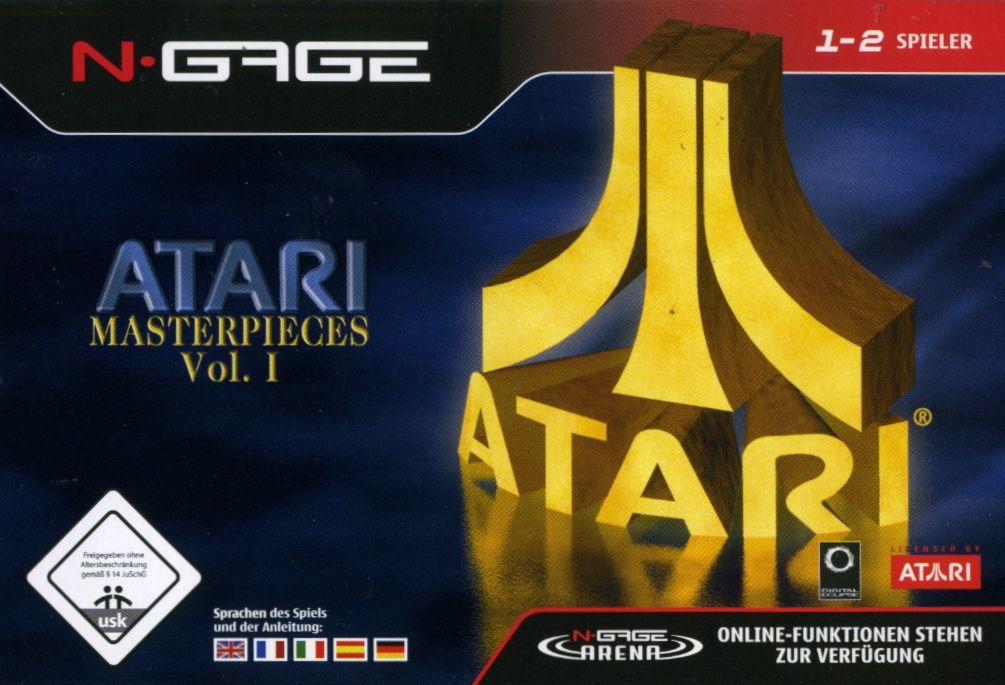 N·GAGE
1-2 SPIELER
ATARI
MASTERPIECES
Vol. I
ATARI®
Freigegeben ohne
Altersbeschränkung
gemäß § 14 JuSchG
usk
Sprachen des Spiels
und der Anleitung:
DIGITAL
ECLIPSE
LICENSED BY
ATARI
N·GAGE
ARENA
ONLINE-FUNKTIONEN STEHEN
ZUR VERFÜGUNG